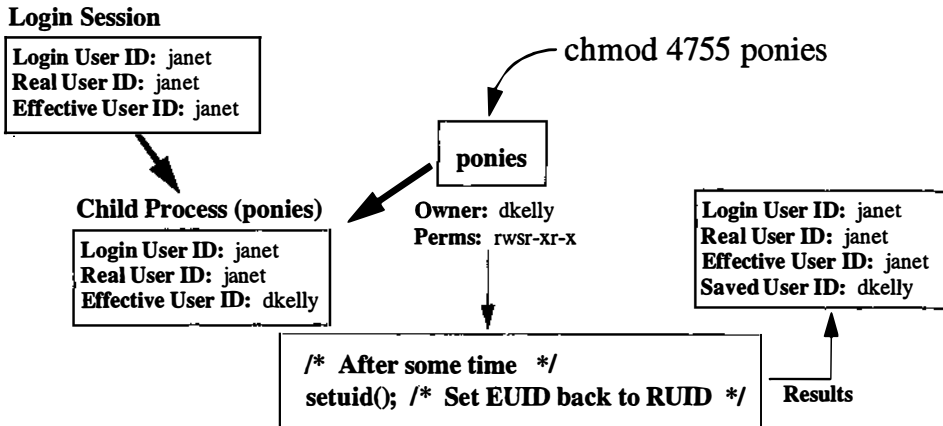 Login Session
Login User ID: janet
Real User ID: janet
Effective User ID: janet
chmod 4755 ponies
ponies
Owner: dkelly
Perms: rwsr-xr-x
Child Process (ponies)
Login User ID: janet
Real User ID: janet
Effective User ID: dkelly
Login User ID: janet
Real User ID: janet
Effective User ID: janet
Saved User ID: dkelly
/* After some time */
setuid(); /* Set EUID back to RUID */
Results